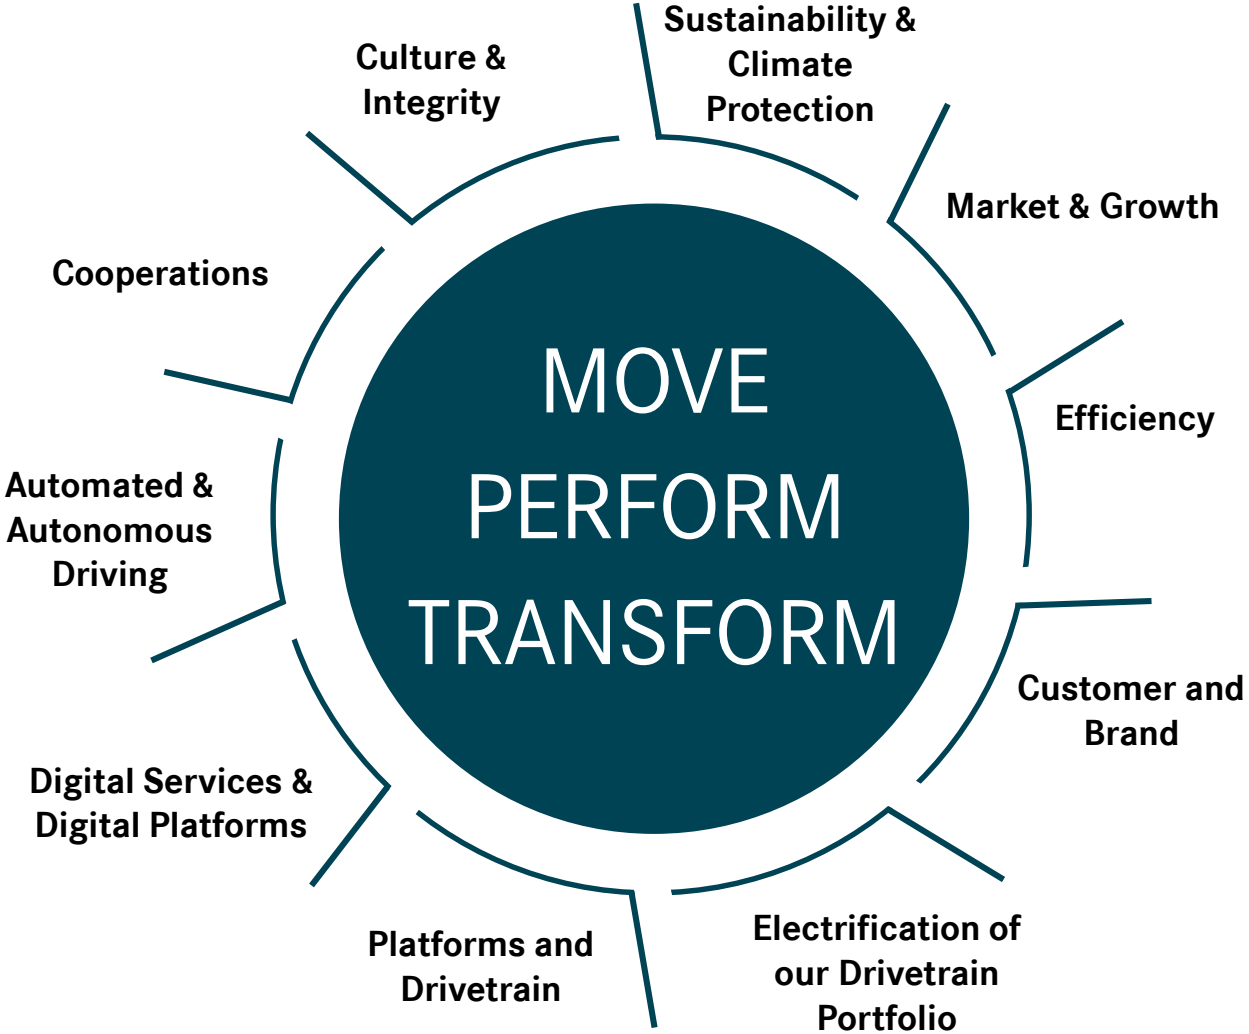 Sustainability &
Climate
Protection
Market & Growth
Efficiency
Customer and
Brand
Electrification of
our Drivetrain
Portfolio
Platforms and
Drivetrain
Digital Services &
Digital Platforms
Automated &
Autonomous
Driving
Cooperations
Culture &
Integrity
MOVE
PERFORM
TRANSFORM